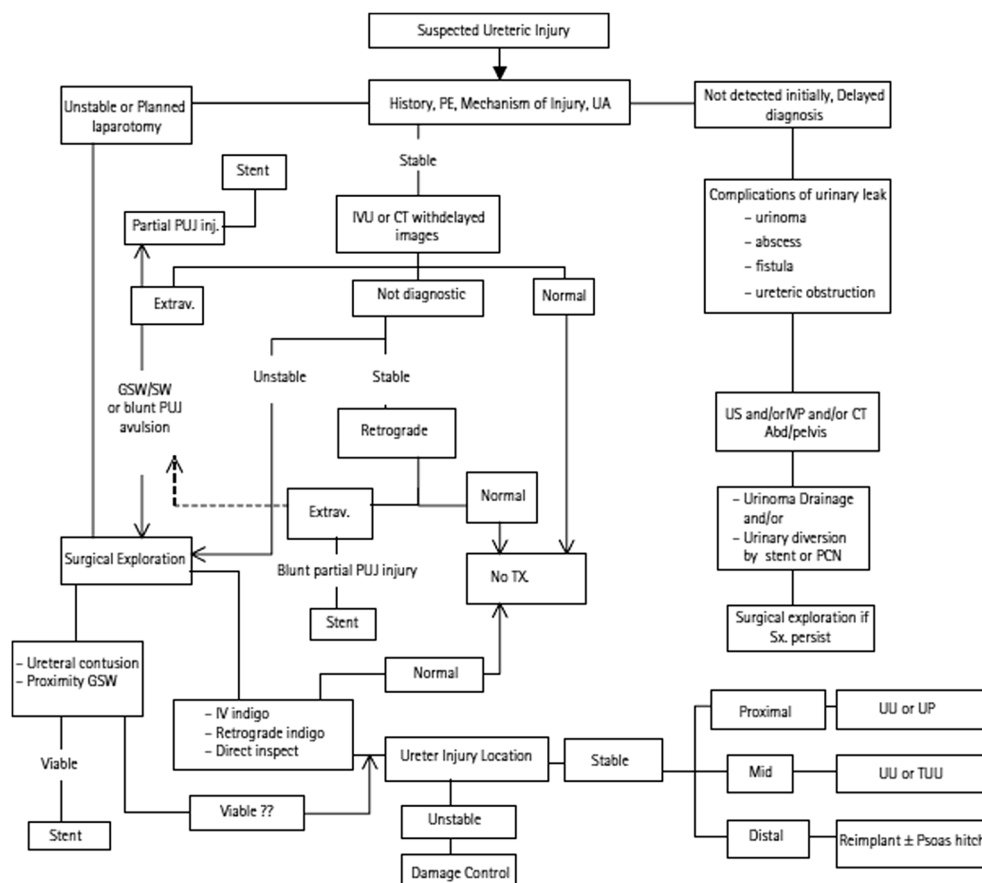 Suspected Ureteric Injury
Unstable or Planned
laparotomy
History, PE, Mechanism of Injury, UA
Not detected initially, Delayed
diagnosis
Stable
Stent
Complications of urinary leak
– urinoma
– abscess
– fistula
– ureteric obstruction
Partial PUJ inj.
IVU or CT withdelayed
images
Extrav.
Not diagnostic
Normal
GSW/SW
or blunt PUJ
avulsion
Unstable
Stable
Retrograde
US and/orIVP and/or CT
Abd/pelvis
Extrav.
Normal
– Urinoma Drainage
and/or
– Urinary diversion
by stent or PCN
Surgical Exploration
Blunt partial PUJ injury
No TX.
Stent
Surgical exploration if
Sx. persist
– Ureteral contusion
– Proximity GSW
Normal
– IV indigo
– Retrograde indigo
– Direct inspect
Proximal
UU or UP
Viable
Ureter Injury Location
Stable
Mid
UU or TUU
Viable ??
Unstable
Stent
Distal
Reimplant ± Psoas hitch
Damage Control